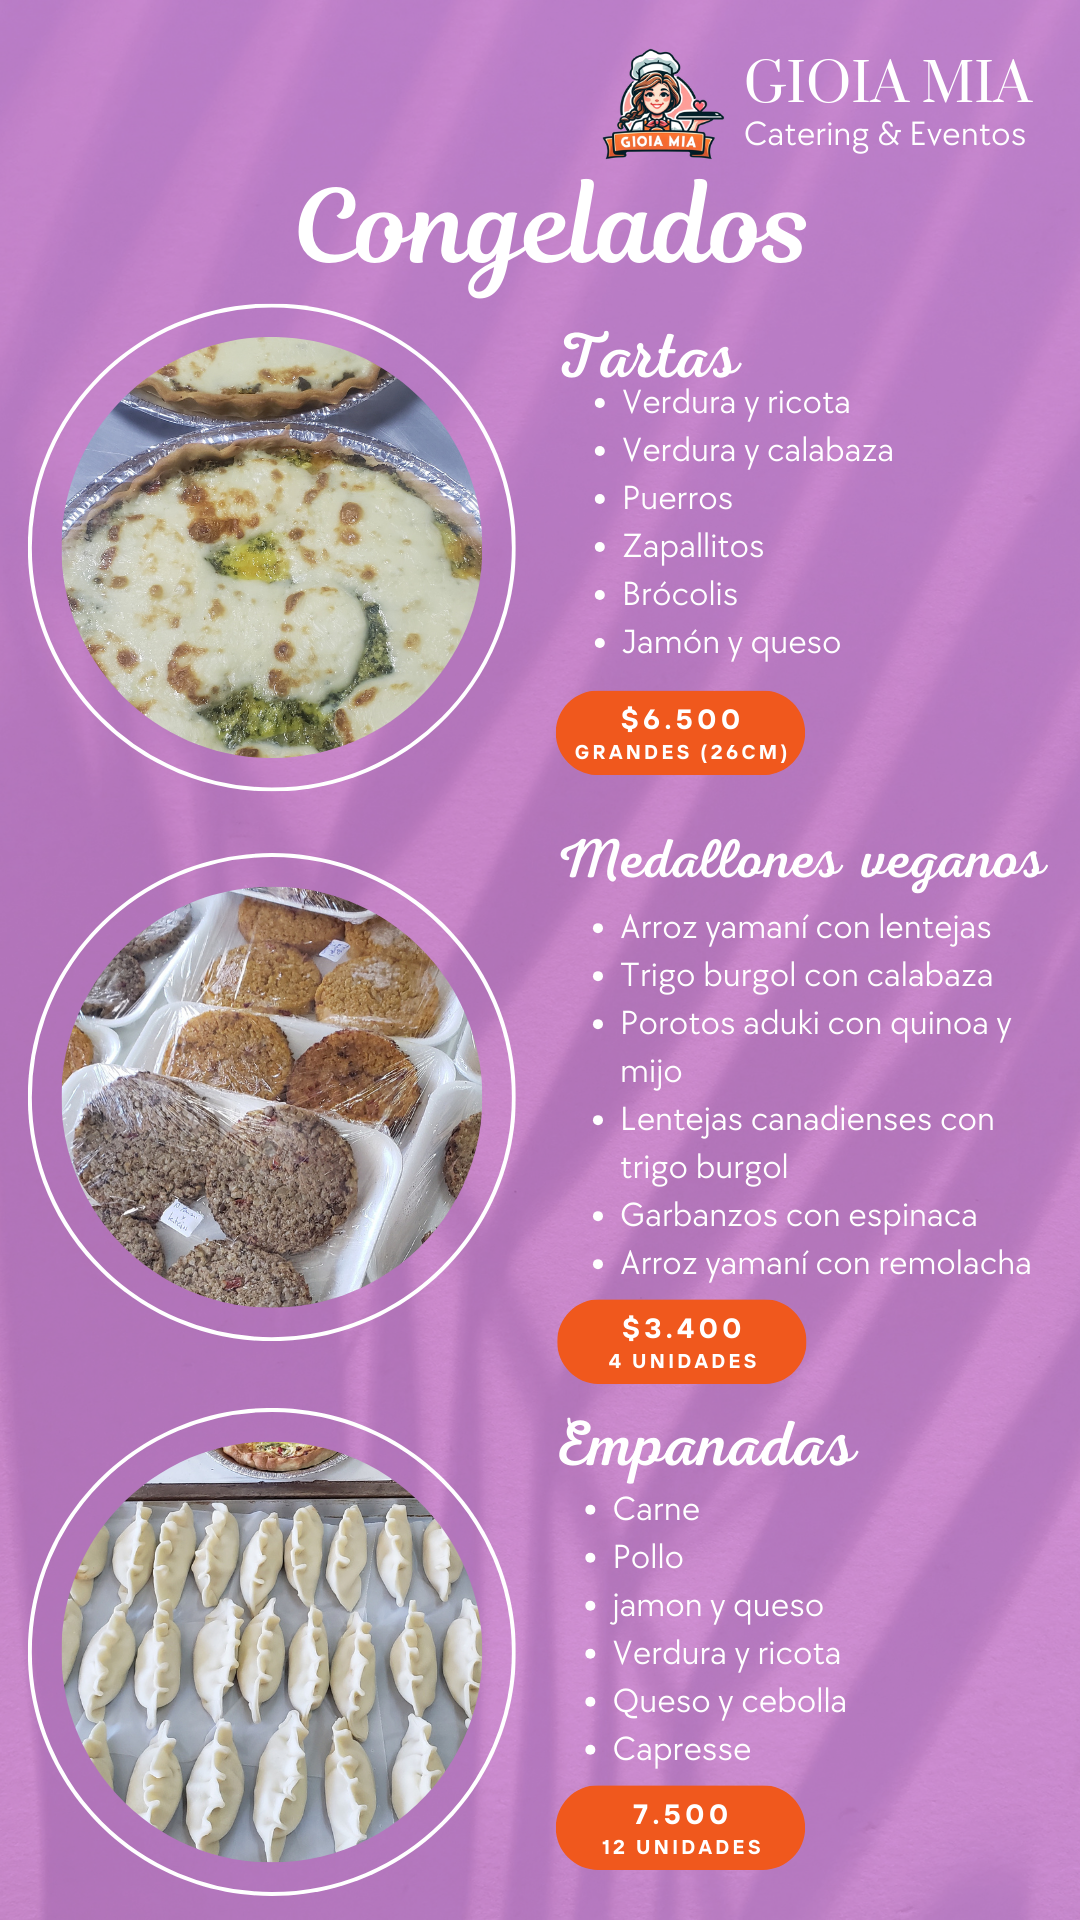 GIOIA MIA
Catering & Eventos
GIOIA MIA
Congelados
Tartas
• Verdura y ricota
• Verdura y calabaza
• Puerros
• Zapallitos
• Brócolis
• Jamón y queso
$6.500
GRANDES (26CM)
Medallones veganos
• Arroz yamaní con lentejas
• Trigo burgol con calabaza
• Porotos aduki con quinoa y
mijo
• Lentejas canadienses con
trigo burgol
• Garbanzos con espinaca
• Arroz yamaní con remolacha
$3.400
4 UNIDADES
Empanadas
• Carne
• Pollo
• jamon y queso
• Verdura y ricota
• Queso y cebolla
• Capresse
7.500
12 UNIDADES